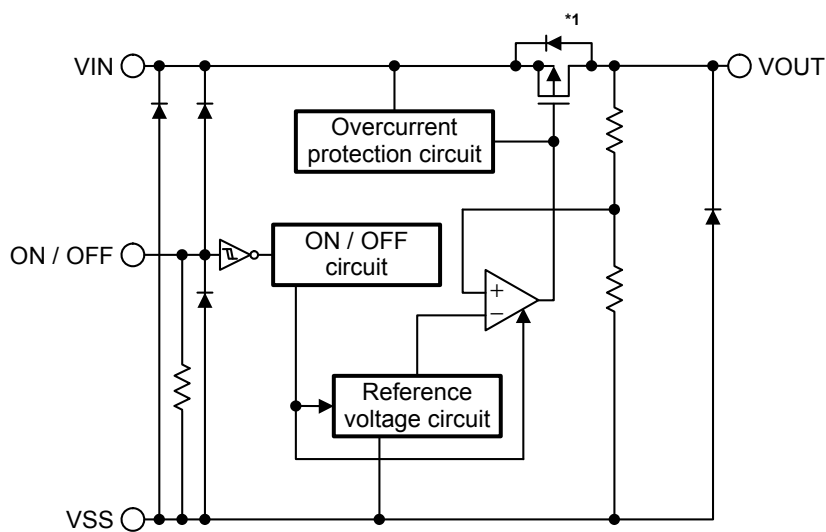 *1
VIN
VOUT
Overcurrent
protection circuit
ON / OFF
ON / OFF
circuit
+
−
Reference
voltage circuit
VSS